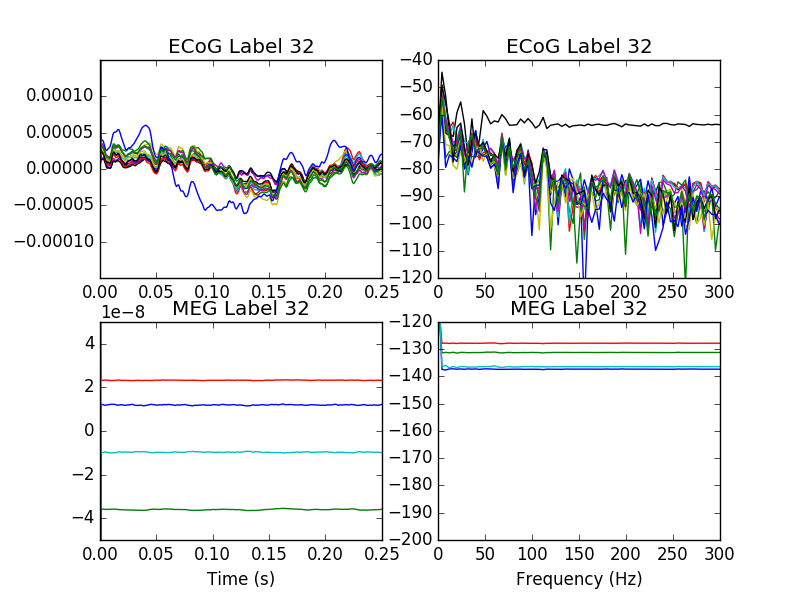 ECoG Label 32
ECoG Label 32
0.00010
0.00005
0.00000
−0.00005
−0.00010
0.00 0.05 0.10 0.15 0.20 0.25
−40
−50
−60
−70
−80
−90
−100
−110
−120
0 50 100 150 200 250 300
1e−8
MEG Label 32
MEG Label 32
4
2
0
−2
−4
0.00 0.05 0.10 0.15 0.20 0.25
Time (s)
−120
−130
−140
−150
−160
−170
−180
−190
−200
0 50 100 150 200 250 300
Frequency (Hz)